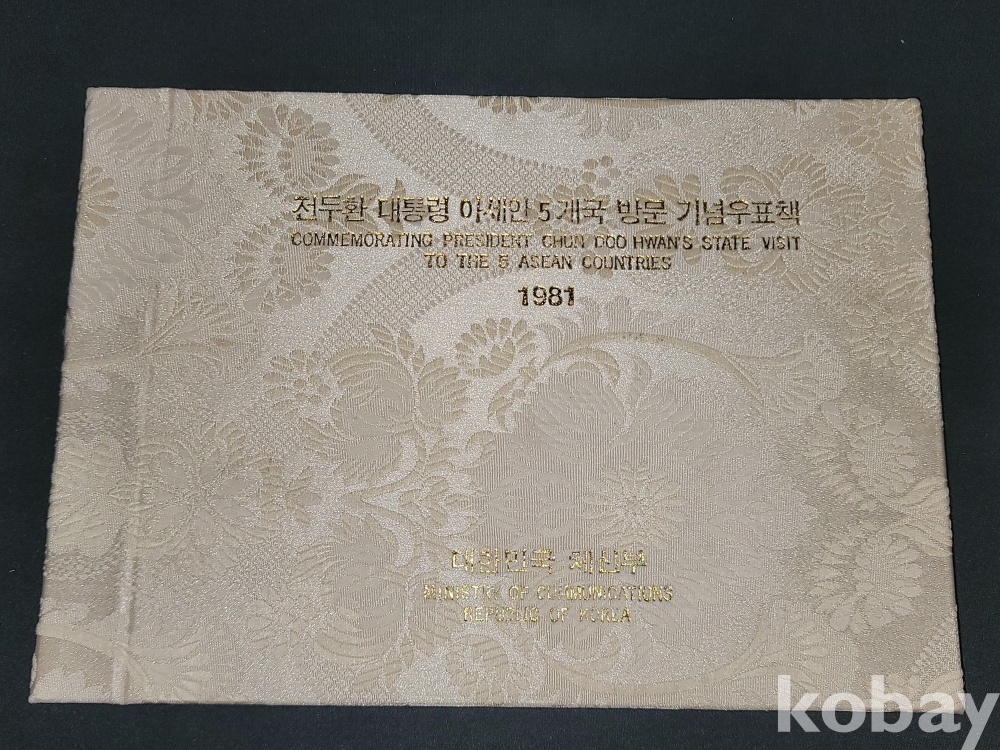 전두환 대통령 아세안 5개국 방문 기념우표책
COMMEMORATING PRESIDENT CHUN DOO HWAN'S STATE VISIT
TO THE 5 ASEAN COUNTRIES
1981
대한민국 체신부
MINISTRY OF COMMUNICATIONS
REPUBLIC OF KOREA
kobay